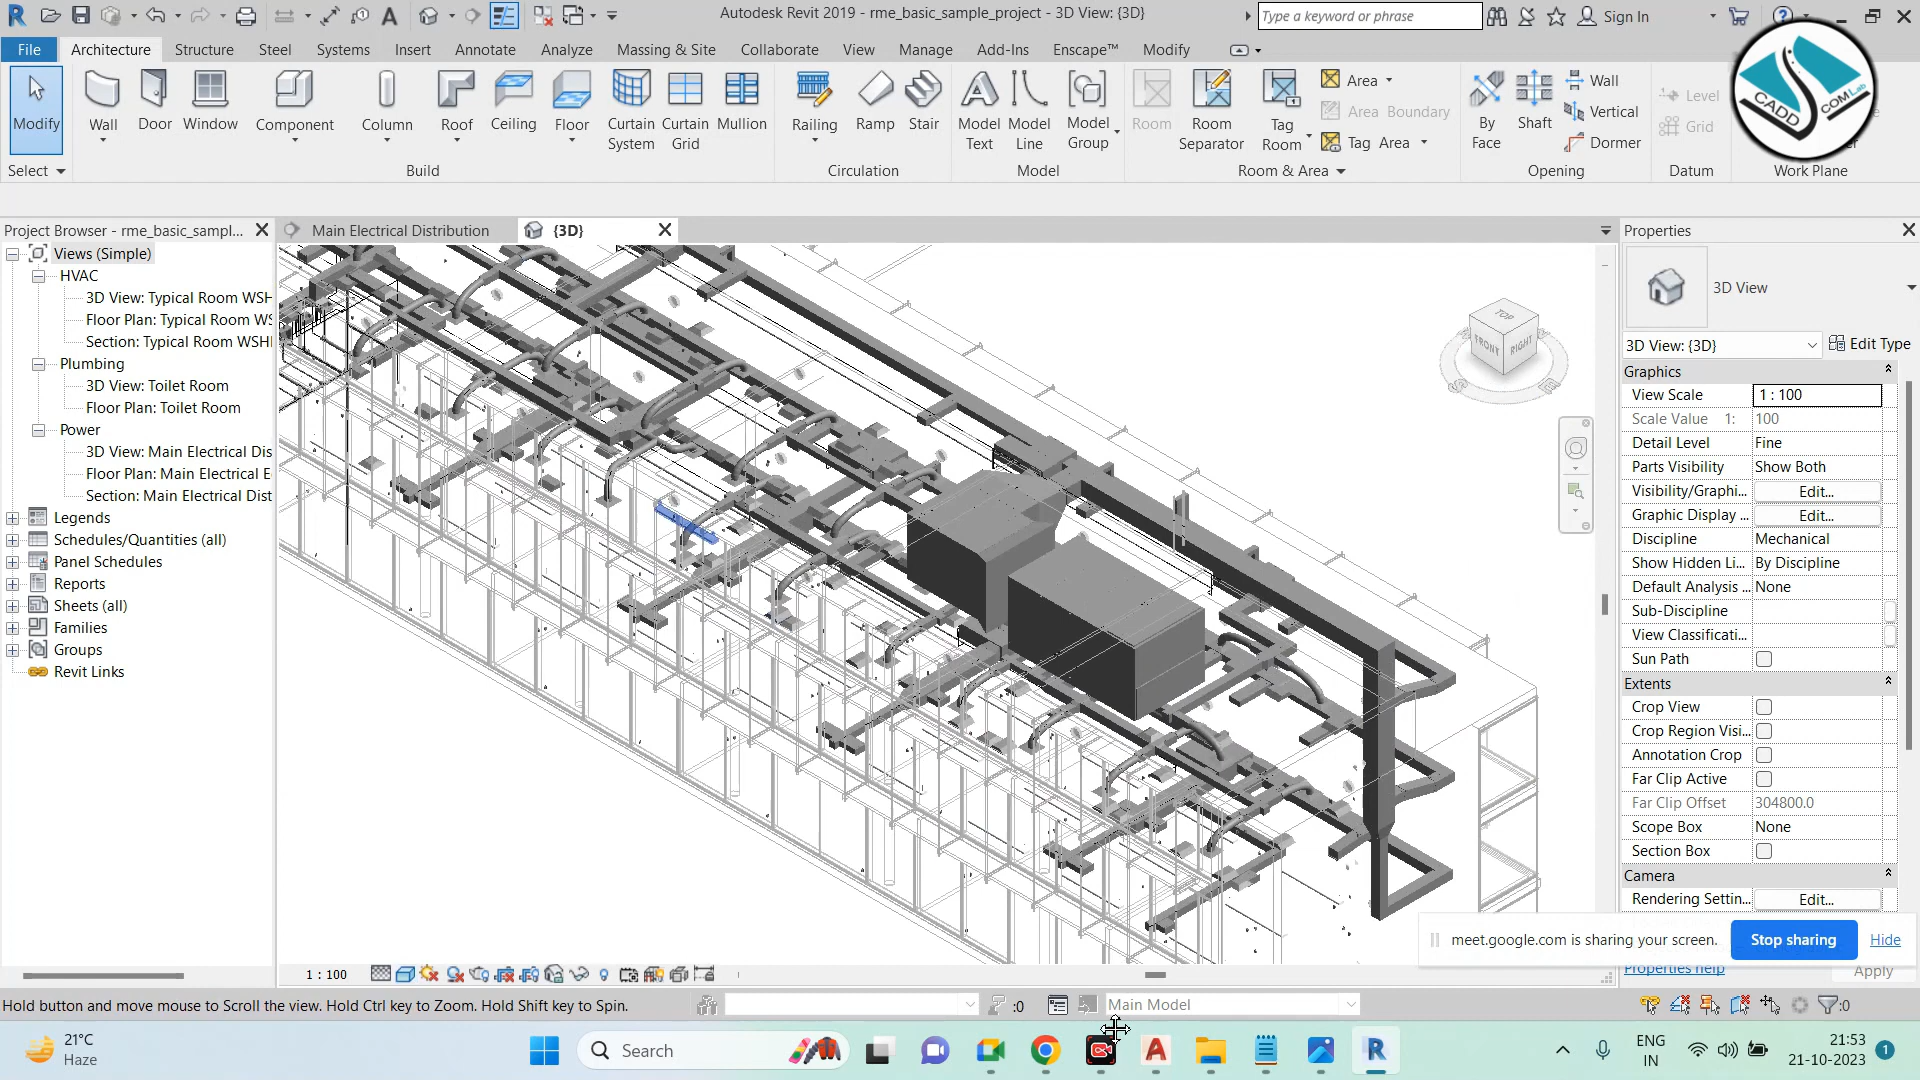 Autodesk Revit 2019 - rme_basic_sample_project - 3D View: {3D}
Type a keyword or phrase
Sign In
File Architecture Structure Steel Systems Insert Annotate Analyze Massing & Site Collaborate View Manage Add-Ins Enscape™ Modify
Modify
Wall
Door
Window
Component
Column
Roof
Ceiling
Floor
Curtain System
Curtain Grid
Mullion
Railing
Ramp
Stair
Model Text
Model Line
Model Group
Room
Room Separator
Tag Room
Area
Area Boundary
Tag Area
By Face
Shaft
Wall
Vertical
Dormer
Level
Grid
CADD
COM Lab
Select
Build
Circulation
Model
Room & Area
Opening
Datum
Work Plane
Project Browser - rme_basic_sampl...
Main Electrical Distribution
{3D}
Properties
Views (Simple)
HVAC
3D View: Typical Room WSH
Floor Plan: Typical Room WS
Section: Typical Room WSHI
Plumbing
3D View: Toilet Room
Floor Plan: Toilet Room
Power
3D View: Main Electrical Dis
Floor Plan: Main Electrical E
Section: Main Electrical Dist
Legends
Schedules/Quantities (all)
Panel Schedules
Reports
Sheets (all)
Families
Groups
Revit Links
TOP
FRONT
RIGHT
S
E
3D View
3D View: {3D}
Edit Type
Graphics
View Scale 1 : 100
Scale Value 1: 100
Detail Level Fine
Parts Visibility Show Both
Visibility/Graphi... Edit...
Graphic Display ... Edit...
Discipline Mechanical
Show Hidden Li... By Discipline
Default Analysis ... None
Sub-Discipline
View Classificati...
Sun Path
Extents
Crop View
Crop Region Visi...
Annotation Crop
Far Clip Active
Far Clip Offset 304800.0
Scope Box None
Section Box
Camera
Rendering Settin... Edit...
meet.google.com is sharing your screen.
Stop sharing
Hide
Properties help
Apply
1 : 100
Hold button and move mouse to Scroll the view. Hold Ctrl key to Zoom. Hold Shift key to Spin.
:0
Main Model
:0
21°C
Haze
Search
ENG
IN
21:53
21-10-2023
1